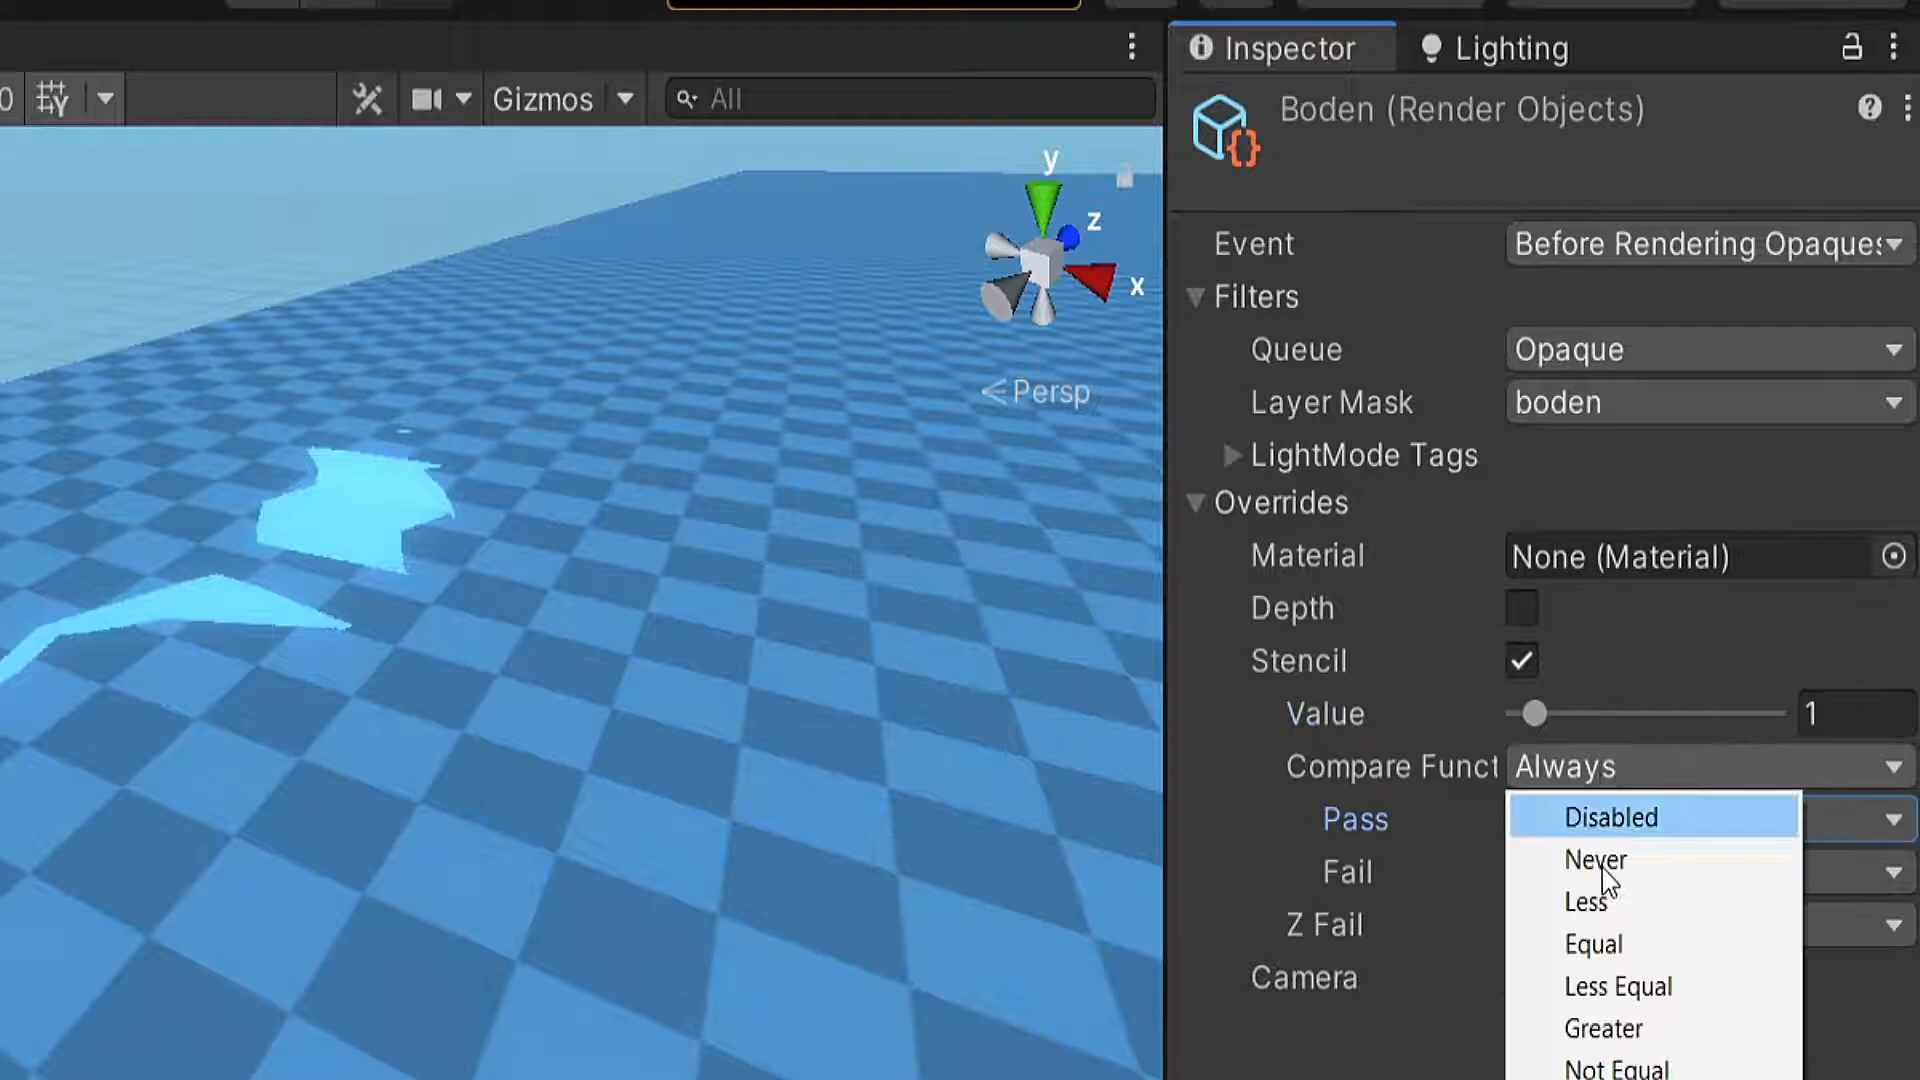 Inspector
Lighting
0
Gizmos
All
Boden (Render Objects)
y
z
x
Persp
Event
Before Rendering Opaques
Filters
Queue
Opaque
Layer Mask
boden
LightMode Tags
Overrides
Material
None (Material)
Depth
Stencil
Value
1
Compare Funct
Always
Pass
Disabled
Never
Fail
Less
Z Fail
Equal
Camera
Less Equal
Greater
Not Equal